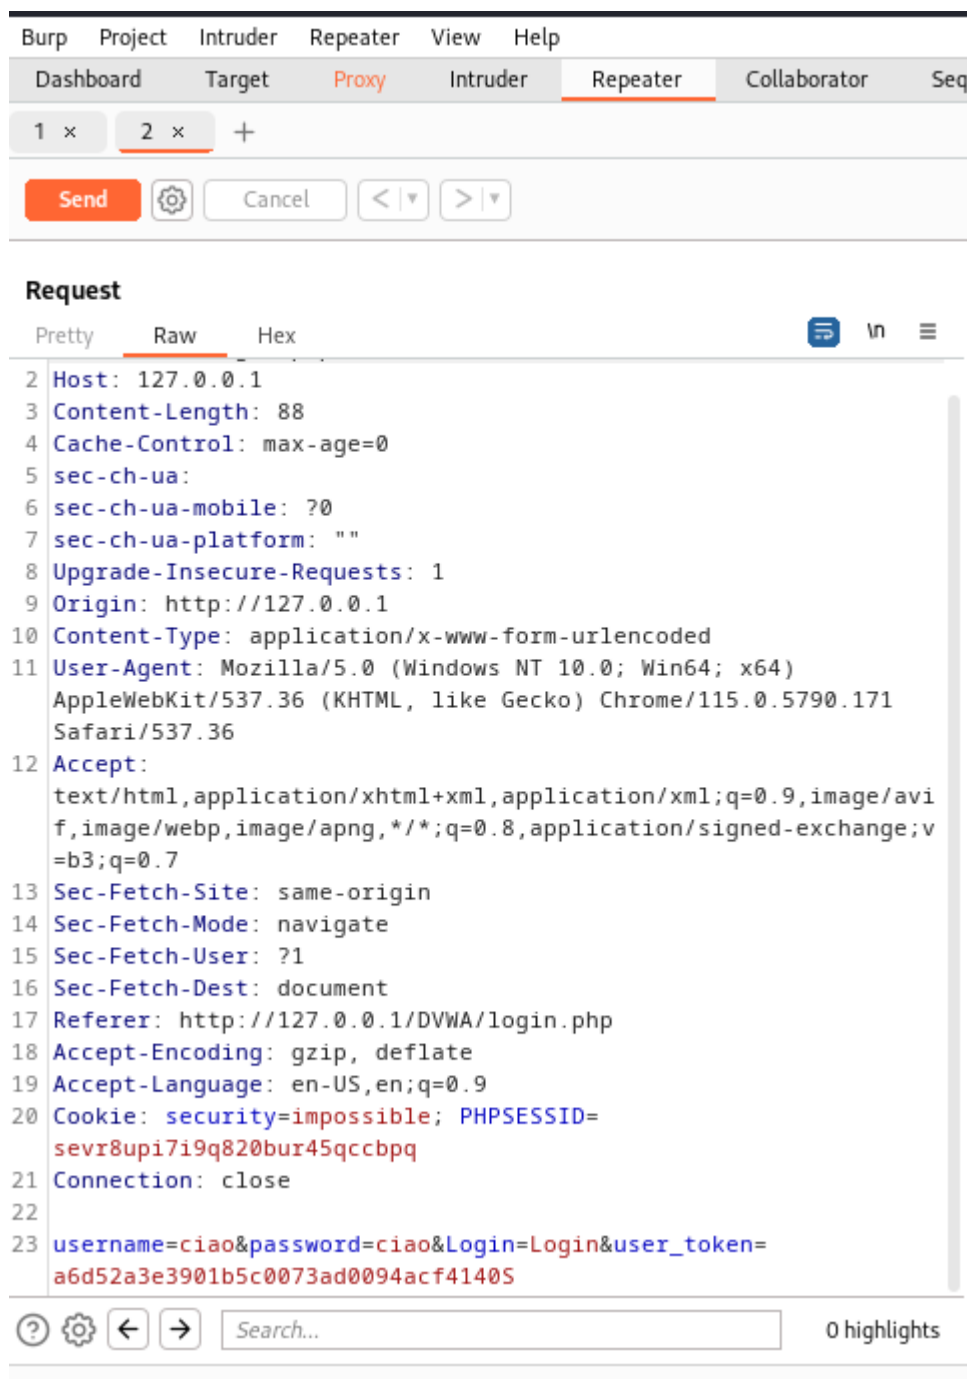 Burp Project Intruder Repeater View Help
Dashboard Target Proxy Intruder Repeater Collaborator Seq
1 × 2 × +
Send Cancel < ▾ > ▾
Request
Pretty Raw Hex \n
2 Host: 127.0.0.1
3 Content-Length: 88
4 Cache-Control: max-age=0
5 sec-ch-ua:
6 sec-ch-ua-mobile: ?0
7 sec-ch-ua-platform: ""
8 Upgrade-Insecure-Requests: 1
9 Origin: http://127.0.0.1
10 Content-Type: application/x-www-form-urlencoded
11 User-Agent: Mozilla/5.0 (Windows NT 10.0; Win64; x64)
AppleWebKit/537.36 (KHTML, like Gecko) Chrome/115.0.5790.171
Safari/537.36
12 Accept:
text/html,application/xhtml+xml,application/xml;q=0.9,image/avi
f,image/webp,image/apng,*/*;q=0.8,application/signed-exchange;v
=b3;q=0.7
13 Sec-Fetch-Site: same-origin
14 Sec-Fetch-Mode: navigate
15 Sec-Fetch-User: ?1
16 Sec-Fetch-Dest: document
17 Referer: http://127.0.0.1/DVWA/login.php
18 Accept-Encoding: gzip, deflate
19 Accept-Language: en-US,en;q=0.9
20 Cookie: security=impossible; PHPSESSID=
sevr8upi7i9q820bur45qccbpq
21 Connection: close
22
23 username=ciao&password=ciao&Login=Login&user_token=
a6d52a3e3901b5c0073ad0094acf4140S
Search... 0 highlights